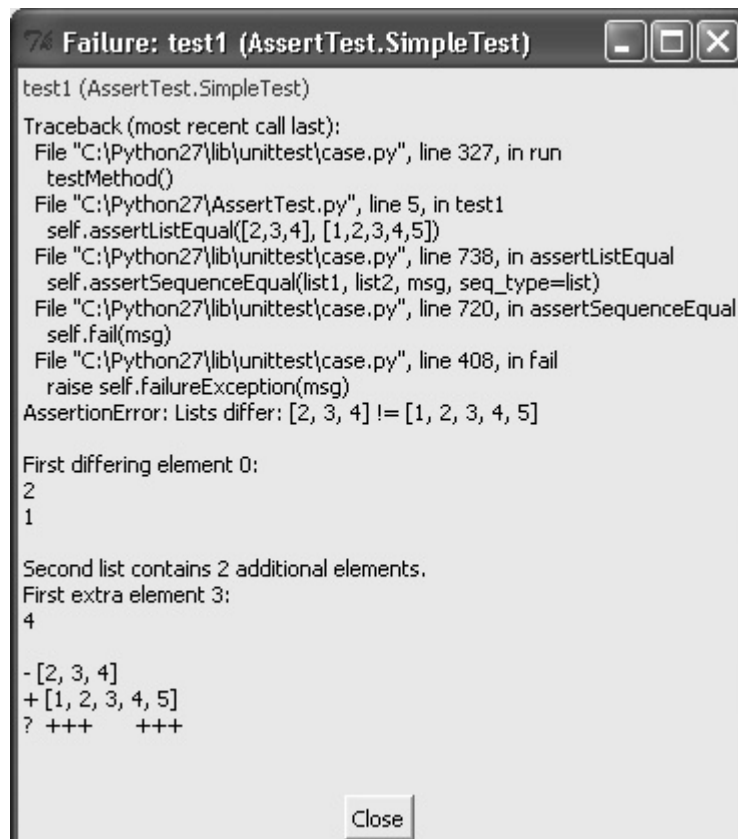 Failure: test1 (AssertTest.SimpleTest)
test1 (AssertTest.SimpleTest)
Traceback (most recent call last):
  File "C:\Python27\lib\unittest\case.py", line 327, in run
    testMethod()
  File "C:\Python27\AssertTest.py", line 5, in test1
    self.assertListEqual([2,3,4], [1,2,3,4,5])
  File "C:\Python27\lib\unittest\case.py", line 738, in assertListEqual
    self.assertSequenceEqual(list1, list2, msg, seq_type=list)
  File "C:\Python27\lib\unittest\case.py", line 720, in assertSequenceEqual
    self.fail(msg)
  File "C:\Python27\lib\unittest\case.py", line 408, in fail
    raise self.failureException(msg)
AssertionError: Lists differ: [2, 3, 4] != [1, 2, 3, 4, 5]

First differing element 0:
2
1

Second list contains 2 additional elements.
First extra element 3:
4

- [2, 3, 4]
+ [1, 2, 3, 4, 5]
? +++     +++
Close